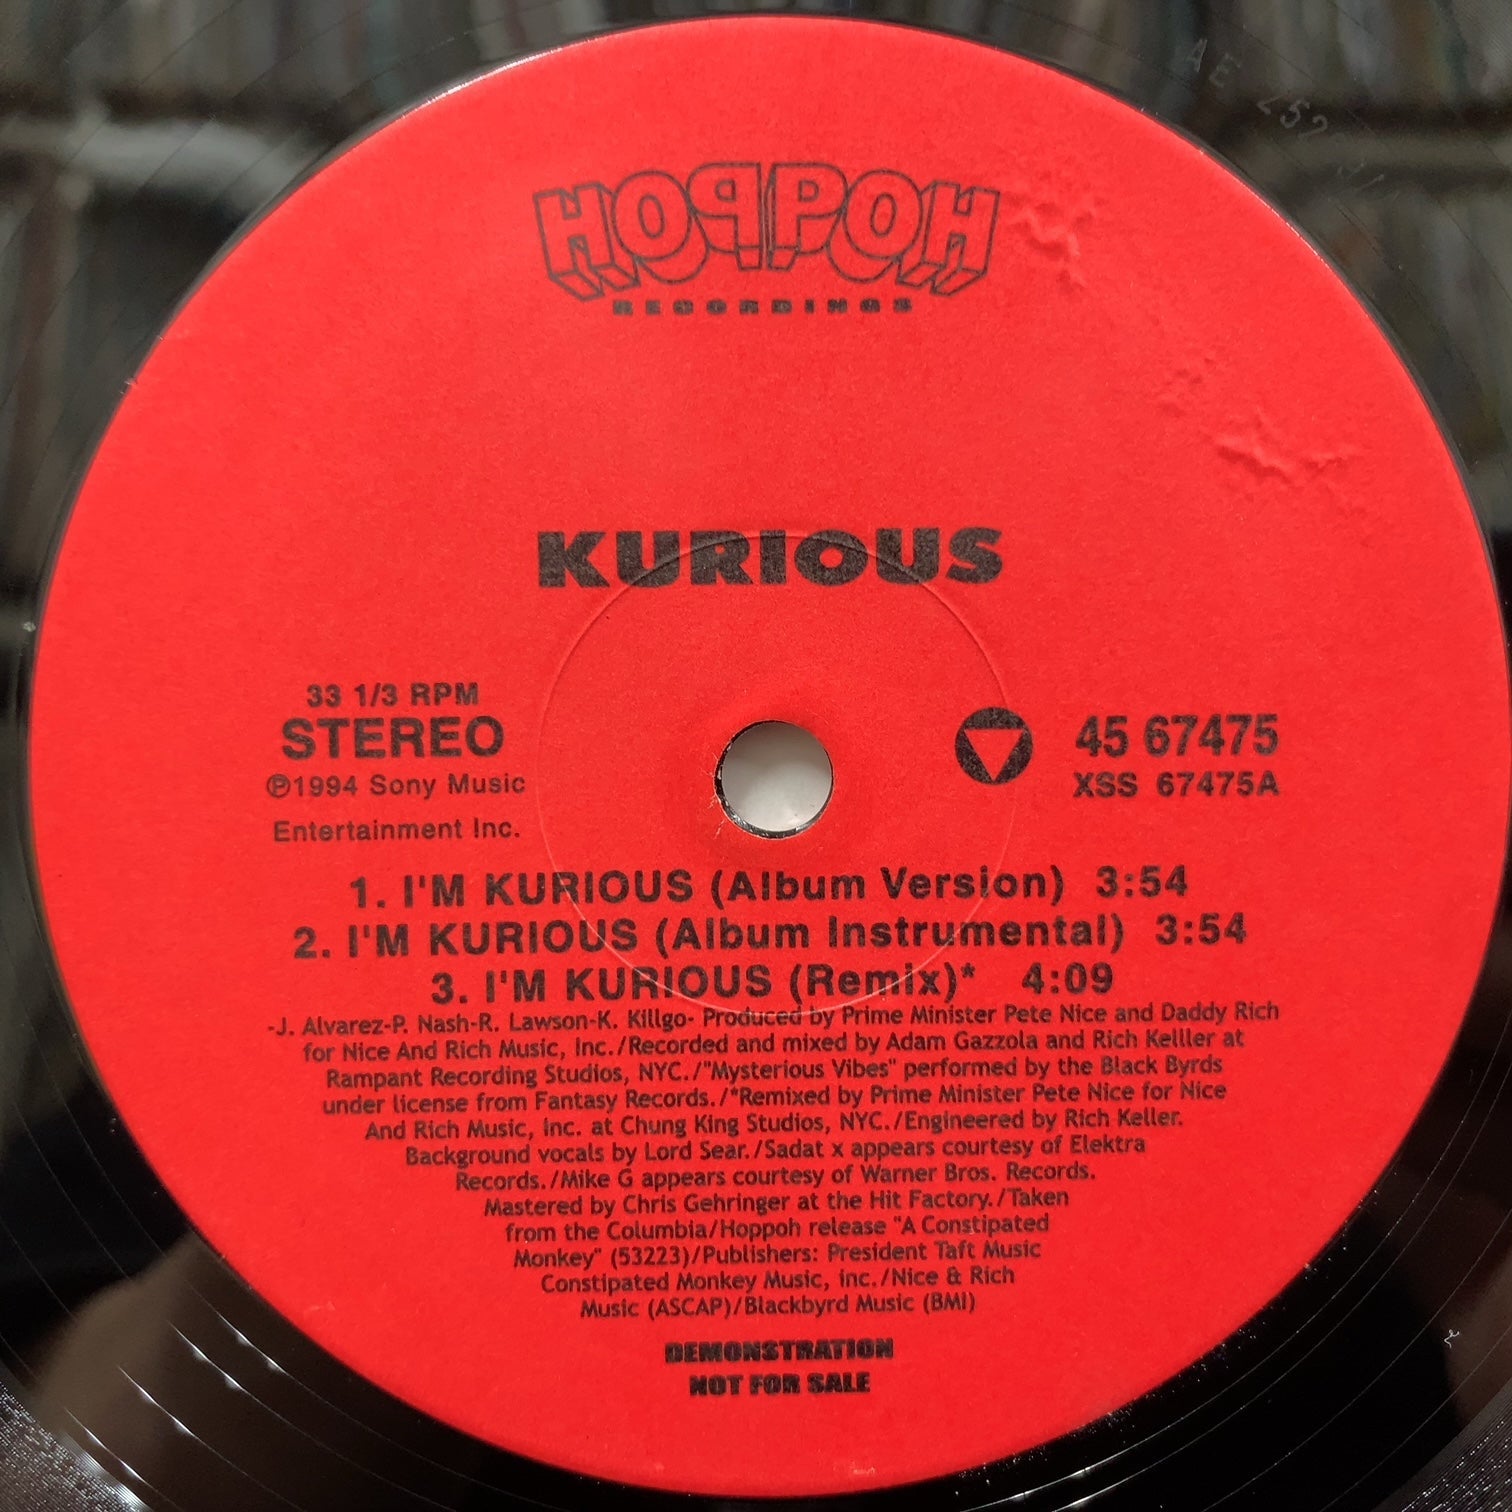 HOPPOH
RECORDINGS
KURIOUS
33 1/3 RPM
STEREO
℗1994 Sony Music
Entertainment Inc.
45 67475
XSS 67475A
1. I'M KURIOUS (Album Version) 3:54
2. I'M KURIOUS (Album Instrumental) 3:54
3. I'M KURIOUS (Remix)* 4:09
-J. Alvarez-P. Nash-R. Lawson-K. Killgo- Produced by Prime Minister Pete Nice and Daddy Rich
for Nice And Rich Music, Inc./Recorded and mixed by Adam Gazzola and Rich Kelller at
Rampant Recording Studios, NYC./"Mysterious Vibes" performed by the Black Byrds
under license from Fantasy Records./*Remixed by Prime Minister Pete Nice for Nice
And Rich Music, Inc. at Chung King Studios, NYC./Engineered by Rich Keller.
Background vocals by Lord Sear./Sadat x appears courtesy of Elektra
Records./Mike G appears courtesy of Warner Bros. Records.
Mastered by Chris Gehringer at the Hit Factory./Taken
from the Columbia/Hoppoh release "A Constipated
Monkey" (53223)/Publishers: President Taft Music
Constipated Monkey Music, Inc./Nice & Rich
Music (ASCAP)/Blackbyrd Music (BMI)
DEMONSTRATION
NOT FOR SALE